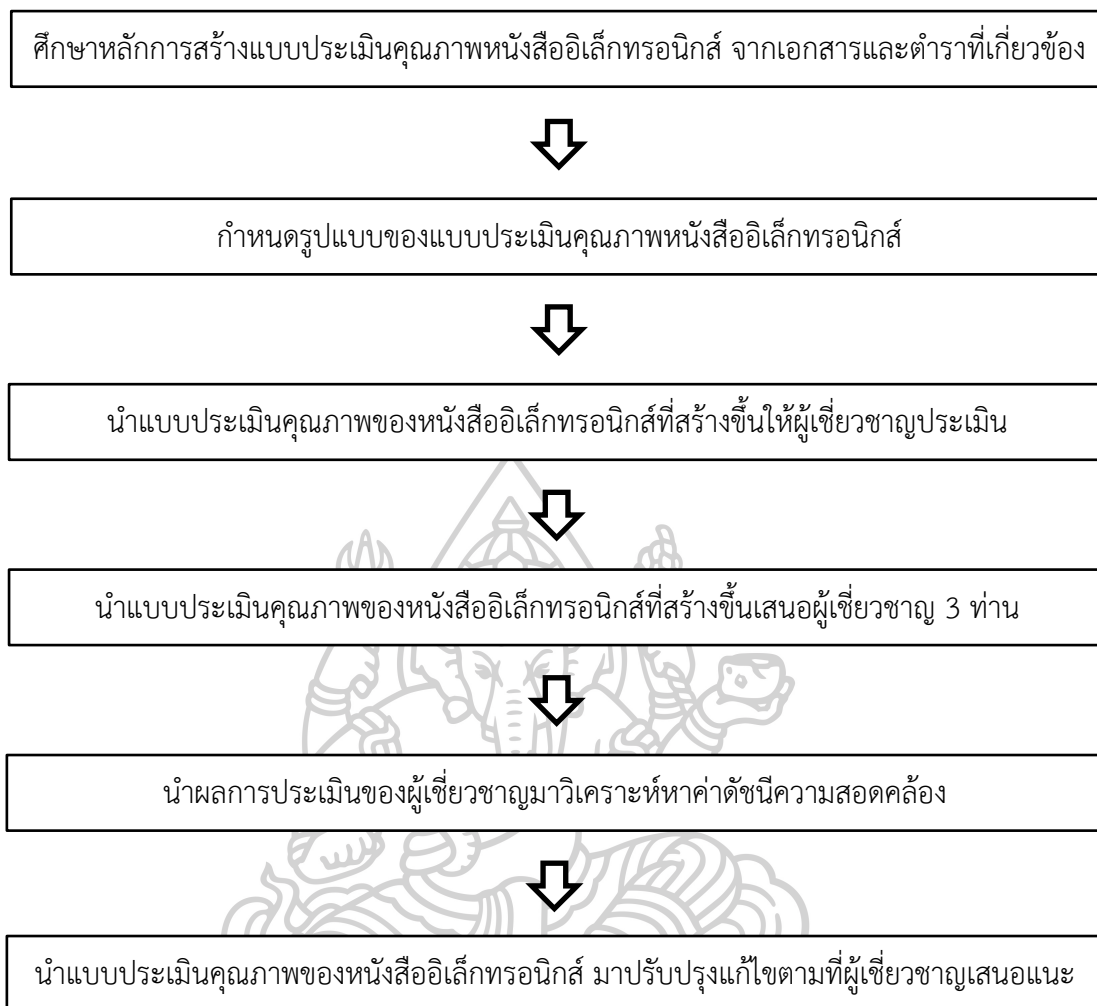 ศึกษาหลักการสร้างแบบประเมินคุณภาพหนังสืออิเล็กทรอนิกส์ จากเอกสารและตำราที่เกี่ยวข้อง
กำหนดรูปแบบของแบบประเมินคุณภาพหนังสืออิเล็กทรอนิกส์
นำแบบประเมินคุณภาพของหนังสืออิเล็กทรอนิกส์ที่สร้างขึ้นให้ผู้เชี่ยวชาญประเมิน
นำแบบประเมินคุณภาพของหนังสืออิเล็กทรอนิกส์ที่สร้างขึ้นเสนอผู้เชี่ยวชาญ 3 ท่าน
นำผลการประเมินของผู้เชี่ยวชาญมาวิเคราะห์หาค่าดัชนีความสอดคล้อง
นำแบบประเมินคุณภาพของหนังสืออิเล็กทรอนิกส์ มาปรับปรุงแก้ไขตามที่ผู้เชี่ยวชาญเสนอแนะ